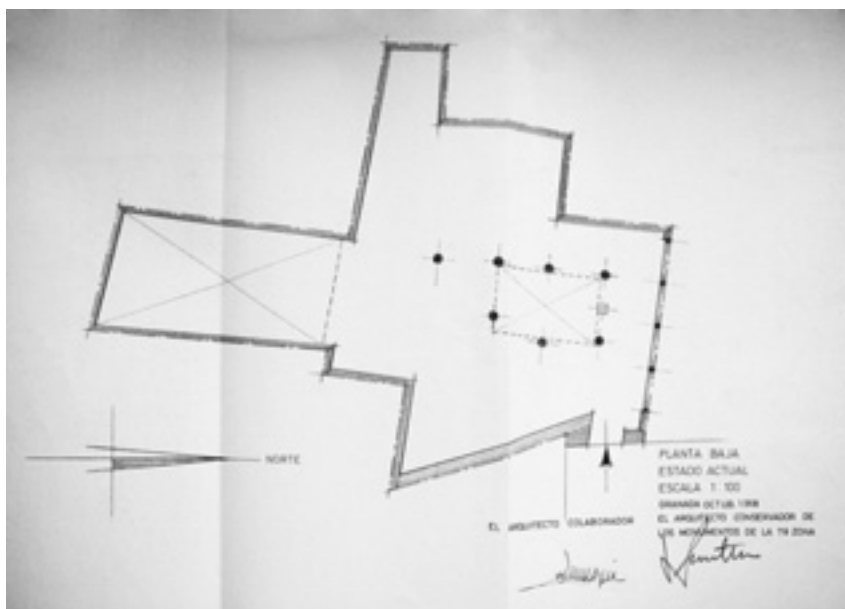 NORTE
PLANTA BAJA
ESTADO ACTUAL
ESCALA 1:100
GRANADA OCTUB. 1968
EL ARQUITECTO CONSERVADOR DE
LOS MONUMENTOS DE LA 7ª ZONA
EL ARQUITECTO COLABORADOR